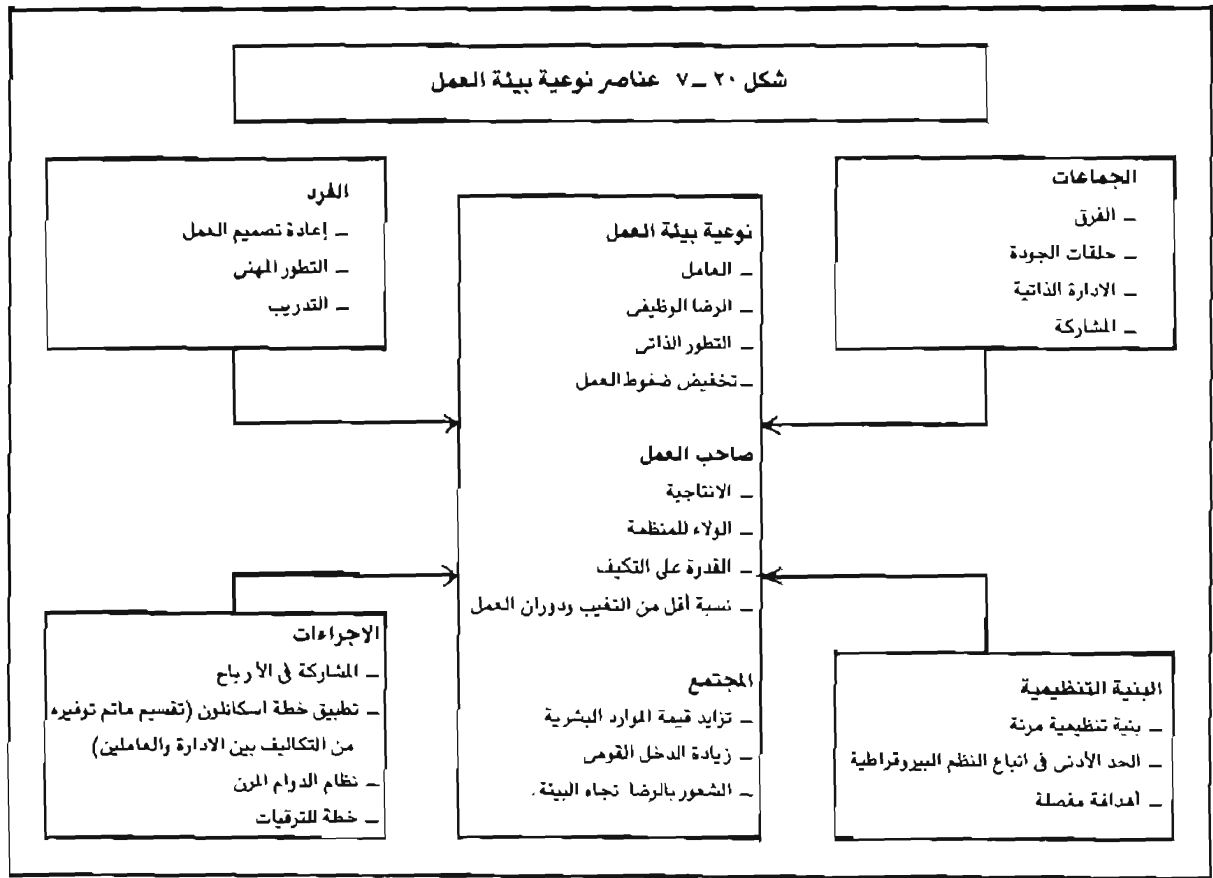 شكل ٢٠ – ٧ عناصر نوعية بيئة العمل
الجماعات
– الفرق
– حلقات الجودة
– الادارة الذاتية
– المشاركة
الفرد
– إعادة تصميم العمل
– التطور المهنى
– التدريب
نوعية بيئة العمل
– العامل
– الرضا الوظيفى
– التطور الذاتى
– تخفيض ضغوط العمل
صاحب العمل
– الانتاجية
– الولاء للمنظمة
– القدرة على التكيف
– نسبة أقل من التغيب ودوران العمل
المجتمع
– تزايد قيمة الموارد البشرية
– زيادة الدخل القومى
– الشعور بالرضا تجاه البيئة.
البنية التنظيمية
– بنية تنظيمية مرنة
– الحد الأدنى فى اتباع النظم البيروقراطية
– أهدافة مفصلة
الاجراءات
– المشاركة فى الأرباح
– تطبيق خطة اسكانلون (تقسيم ماتم توفيره
من التكاليف بين الادارة والعاملين)
– نظام الدوام المرن
– خطة للترقيات